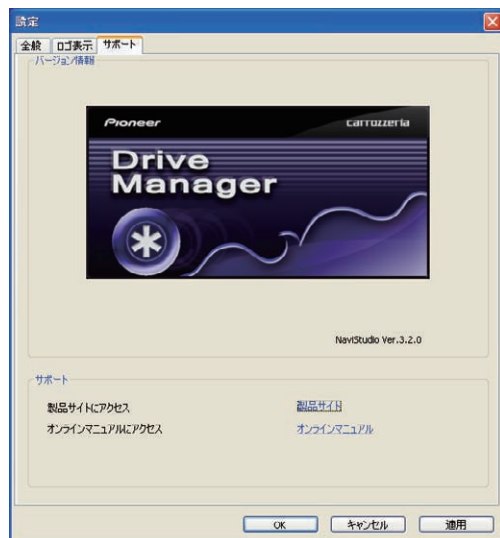 設定
全般 ロゴ表示 サポート
バージョン情報
Pioneer carrozzeria
Drive
Manager
NaviStudio Ver.3.2.0
サポート
製品サイトにアクセス 製品サイト
オンラインマニュアルにアクセス オンラインマニュアル
OK キャンセル 適用